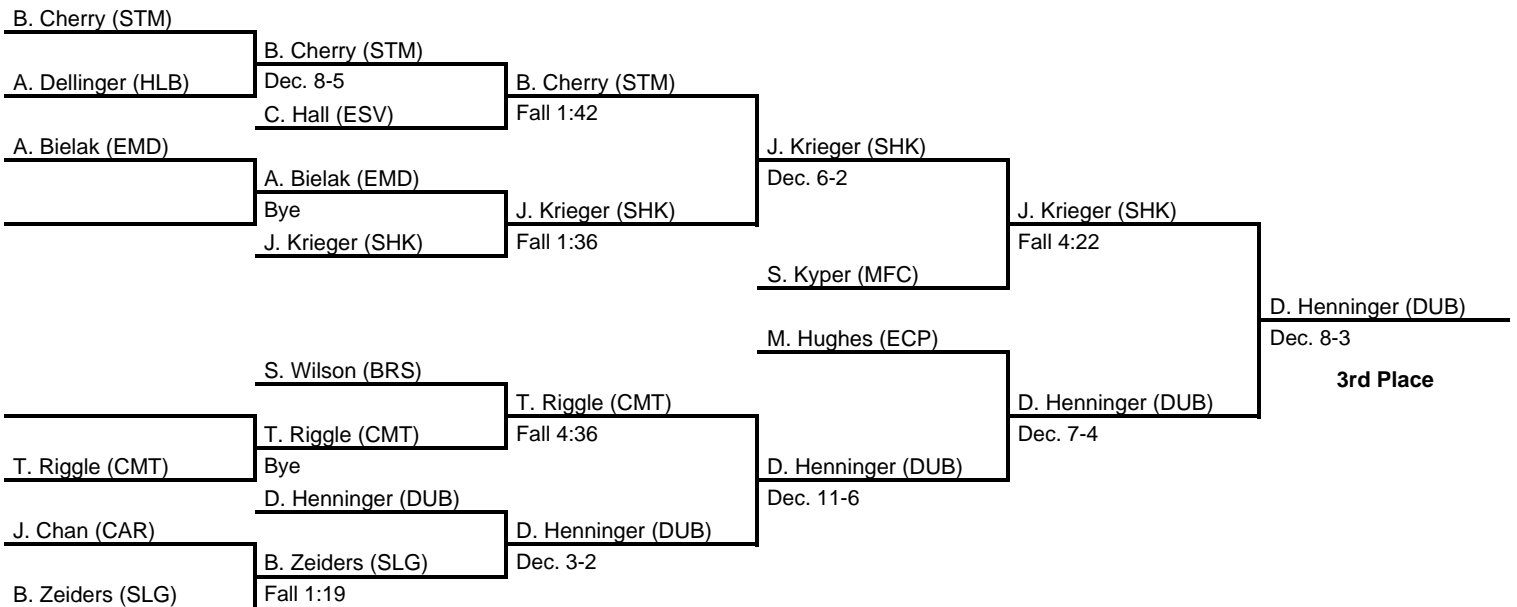 B. Cherry (STM)
B. Cherry (STM)
A. Dellinger (HLB)
Dec. 8-5
B. Cherry (STM)
C. Hall (ESV)
Fall 1:42
A. Bielak (EMD)
J. Krieger (SHK)
A. Bielak (EMD)
Dec. 6-2
Bye
J. Krieger (SHK)
J. Krieger (SHK)
J. Krieger (SHK)
Fall 1:36
Fall 4:22
S. Kyper (MFC)
D. Henninger (DUB)
M. Hughes (ECP)
Dec. 8-3
S. Wilson (BRS)
3rd Place
T. Riggle (CMT)
D. Henninger (DUB)
T. Riggle (CMT)
Fall 4:36
Dec. 7-4
T. Riggle (CMT)
Bye
D. Henninger (DUB)
D. Henninger (DUB)
Dec. 11-6
J. Chan (CAR)
D. Henninger (DUB)
B. Zeiders (SLG)
Dec. 3-2
B. Zeiders (SLG)
Fall 1:19